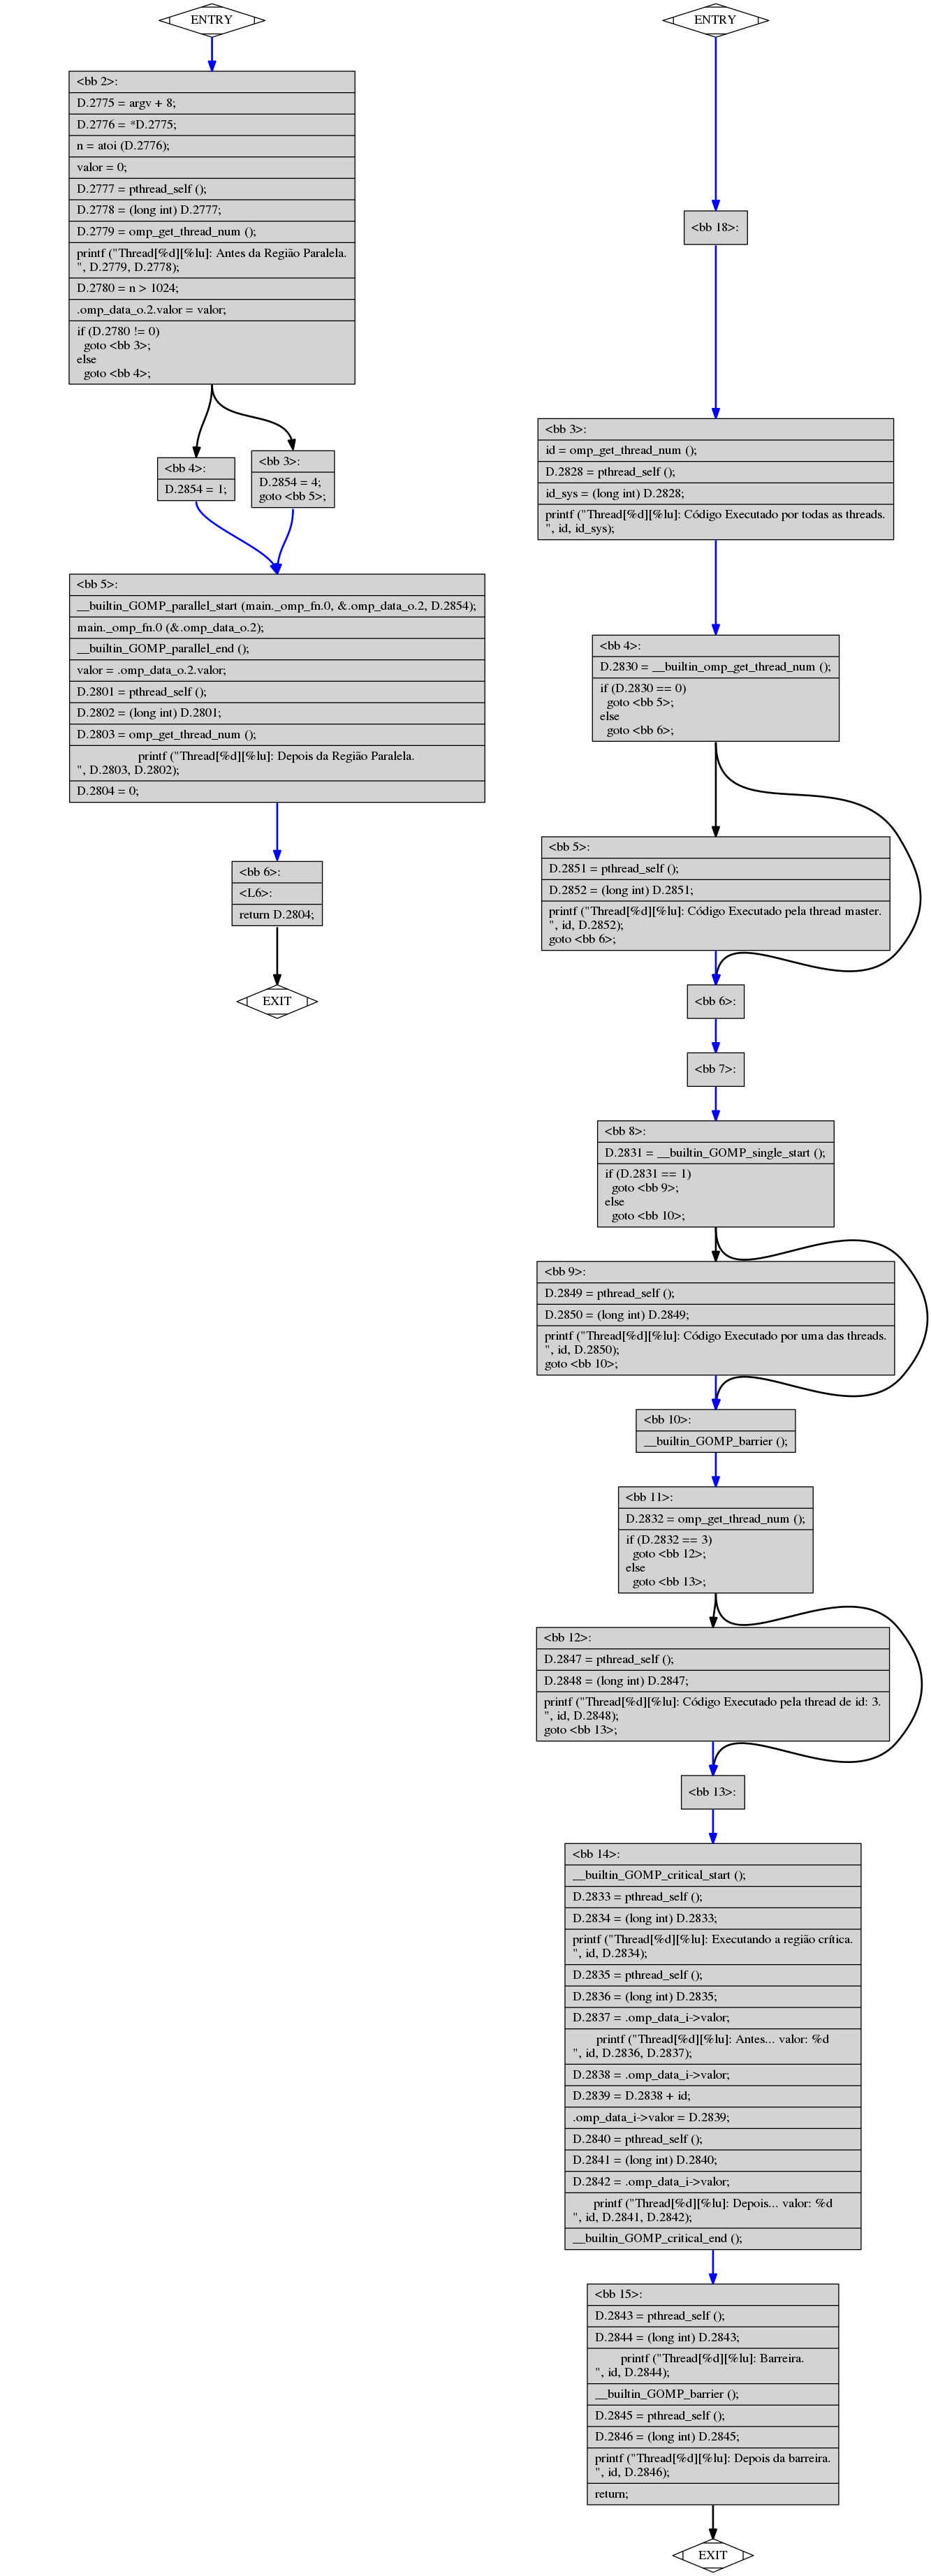 ENTRY
<bb 2>:
D.2775 = argv + 8;
D.2776 = *D.2775;
n = atoi (D.2776);
valor = 0;
D.2777 = pthread_self ();
D.2778 = (long int) D.2777;
D.2779 = omp_get_thread_num ();
printf ("Thread[%d][%lu]: Antes da Região Paralela.
", D.2779, D.2778);
D.2780 = n > 1024;
.omp_data_o.2.valor = valor;
if (D.2780 != 0)
goto <bb 3>;
else
goto <bb 4>;
<bb 4>:
D.2854 = 1;
<bb 3>:
D.2854 = 4;
goto <bb 5>;
<bb 5>:
__builtin_GOMP_parallel_start (main._omp_fn.0, &.omp_data_o.2, D.2854);
main._omp_fn.0 (&.omp_data_o.2);
__builtin_GOMP_parallel_end ();
valor = .omp_data_o.2.valor;
D.2801 = pthread_self ();
D.2802 = (long int) D.2801;
D.2803 = omp_get_thread_num ();
printf ("Thread[%d][%lu]: Depois da Região Paralela.
", D.2803, D.2802);
D.2804 = 0;
<bb 6>:
<L6>:
return D.2804;
EXIT
ENTRY
<bb 18>:
<bb 3>:
id = omp_get_thread_num ();
D.2828 = pthread_self ();
id_sys = (long int) D.2828;
printf ("Thread[%d][%lu]: Código Executado por todas as threads.
", id, id_sys);
<bb 4>:
D.2830 = __builtin_omp_get_thread_num ();
if (D.2830 == 0)
goto <bb 5>;
else
goto <bb 6>;
<bb 5>:
D.2851 = pthread_self ();
D.2852 = (long int) D.2851;
printf ("Thread[%d][%lu]: Código Executado pela thread master.
", id, D.2852);
goto <bb 6>;
<bb 6>:
<bb 7>:
<bb 8>:
D.2831 = __builtin_GOMP_single_start ();
if (D.2831 == 1)
goto <bb 9>;
else
goto <bb 10>;
<bb 9>:
D.2849 = pthread_self ();
D.2850 = (long int) D.2849;
printf ("Thread[%d][%lu]: Código Executado por uma das threads.
", id, D.2850);
goto <bb 10>;
<bb 10>:
__builtin_GOMP_barrier ();
<bb 11>:
D.2832 = omp_get_thread_num ();
if (D.2832 == 3)
goto <bb 12>;
else
goto <bb 13>;
<bb 12>:
D.2847 = pthread_self ();
D.2848 = (long int) D.2847;
printf ("Thread[%d][%lu]: Código Executado pela thread de id: 3.
", id, D.2848);
goto <bb 13>;
<bb 13>:
<bb 14>:
__builtin_GOMP_critical_start ();
D.2833 = pthread_self ();
D.2834 = (long int) D.2833;
printf ("Thread[%d][%lu]: Executando a região crítica.
", id, D.2834);
D.2835 = pthread_self ();
D.2836 = (long int) D.2835;
D.2837 = .omp_data_i->valor;
printf ("Thread[%d][%lu]: Antes... valor: %d
", id, D.2836, D.2837);
D.2838 = .omp_data_i->valor;
D.2839 = D.2838 + id;
.omp_data_i->valor = D.2839;
D.2840 = pthread_self ();
D.2841 = (long int) D.2840;
D.2842 = .omp_data_i->valor;
printf ("Thread[%d][%lu]: Depois... valor: %d
", id, D.2841, D.2842);
__builtin_GOMP_critical_end ();
<bb 15>:
D.2843 = pthread_self ();
D.2844 = (long int) D.2843;
printf ("Thread[%d][%lu]: Barreira.
", id, D.2844);
__builtin_GOMP_barrier ();
D.2845 = pthread_self ();
D.2846 = (long int) D.2845;
printf ("Thread[%d][%lu]: Depois da barreira.
", id, D.2846);
return;
EXIT